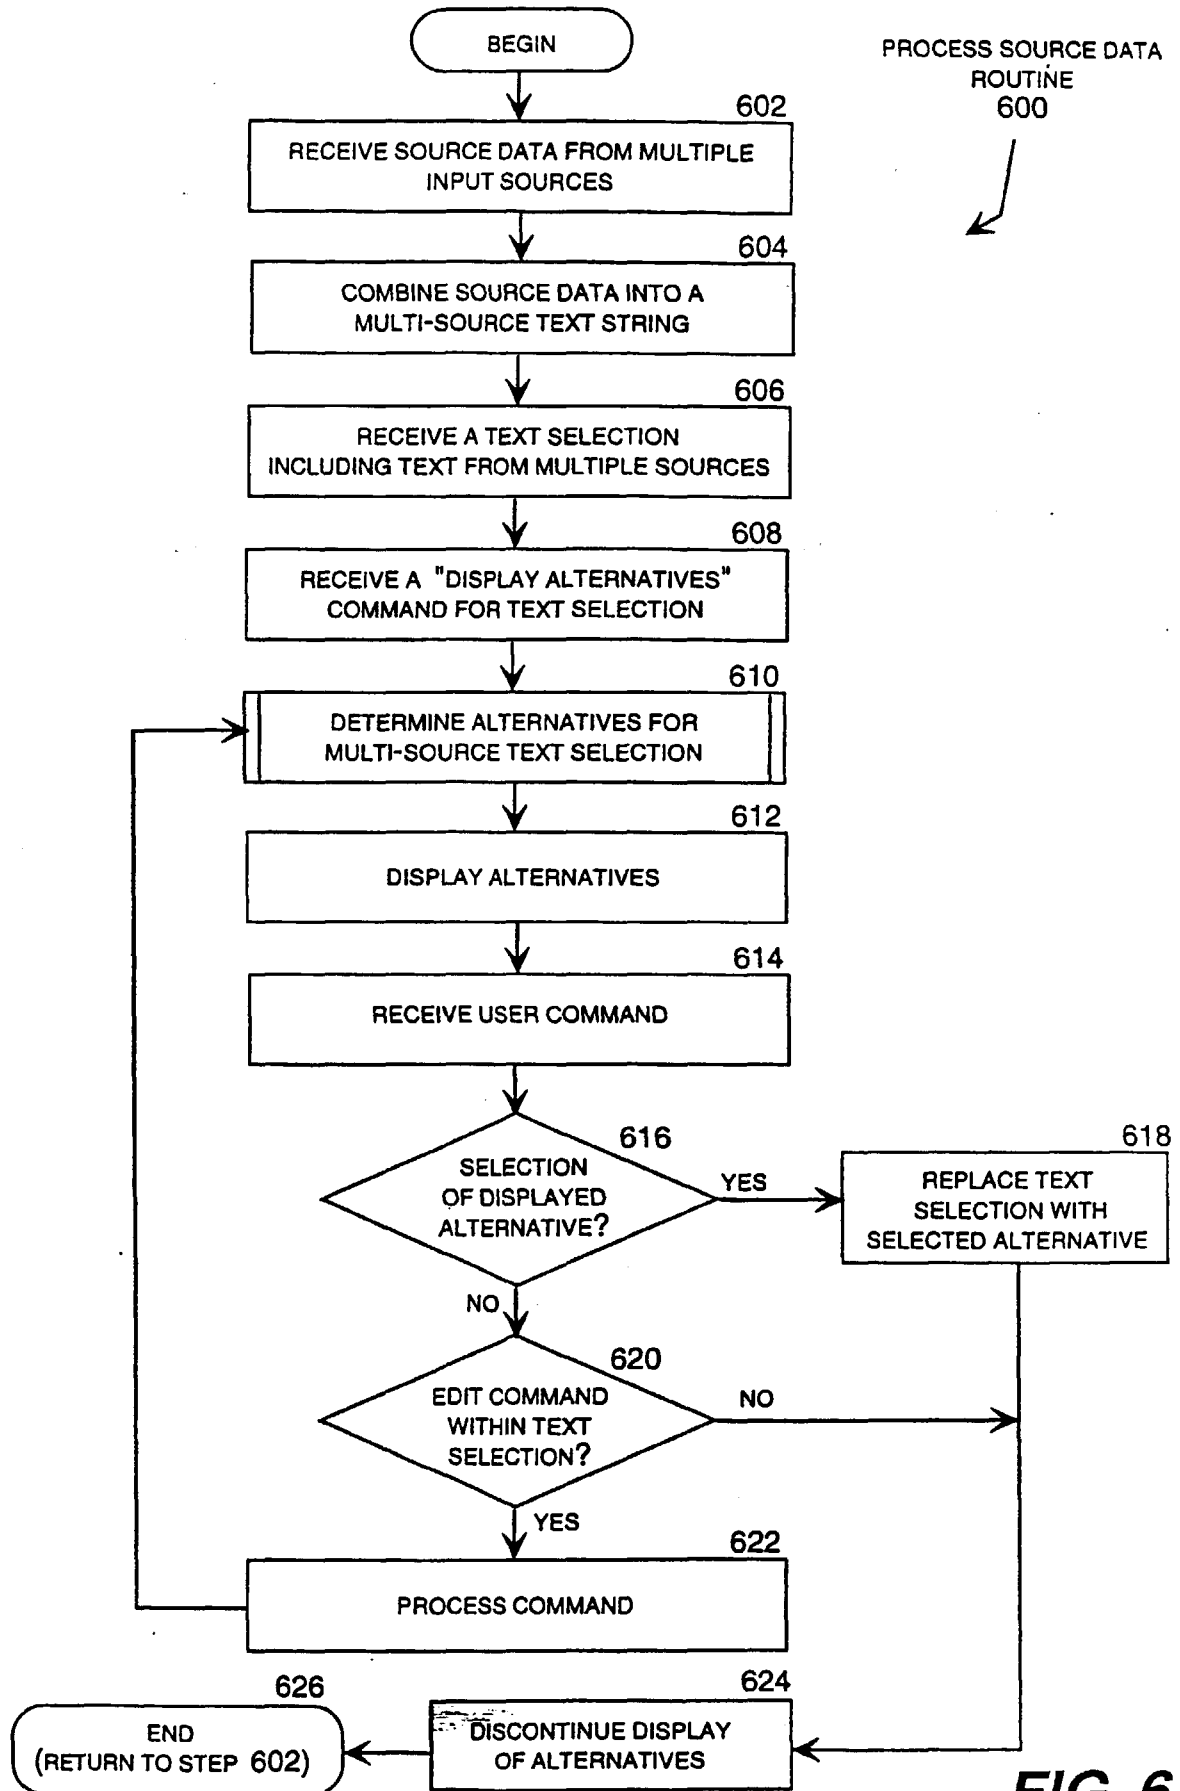 BEGIN
PROCESS SOURCE DATA
ROUTINE
600
602
RECEIVE SOURCE DATA FROM MULTIPLE
INPUT SOURCES
604
COMBINE SOURCE DATA INTO A
MULTI-SOURCE TEXT STRING
606
RECEIVE A TEXT SELECTION
INCLUDING TEXT FROM MULTIPLE SOURCES
608
RECEIVE A "DISPLAY ALTERNATIVES"
COMMAND FOR TEXT SELECTION
610
DETERMINE ALTERNATIVES FOR
MULTI-SOURCE TEXT SELECTION
612
DISPLAY ALTERNATIVES
614
RECEIVE USER COMMAND
616
SELECTION
OF DISPLAYED
ALTERNATIVE?
YES
618
REPLACE TEXT
SELECTION WITH
SELECTED ALTERNATIVE
NO
620
EDIT COMMAND
WITHIN TEXT
SELECTION?
NO
YES
622
PROCESS COMMAND
624
DISCONTINUE DISPLAY
OF ALTERNATIVES
626
END
(RETURN TO STEP 602)
FIG. 6